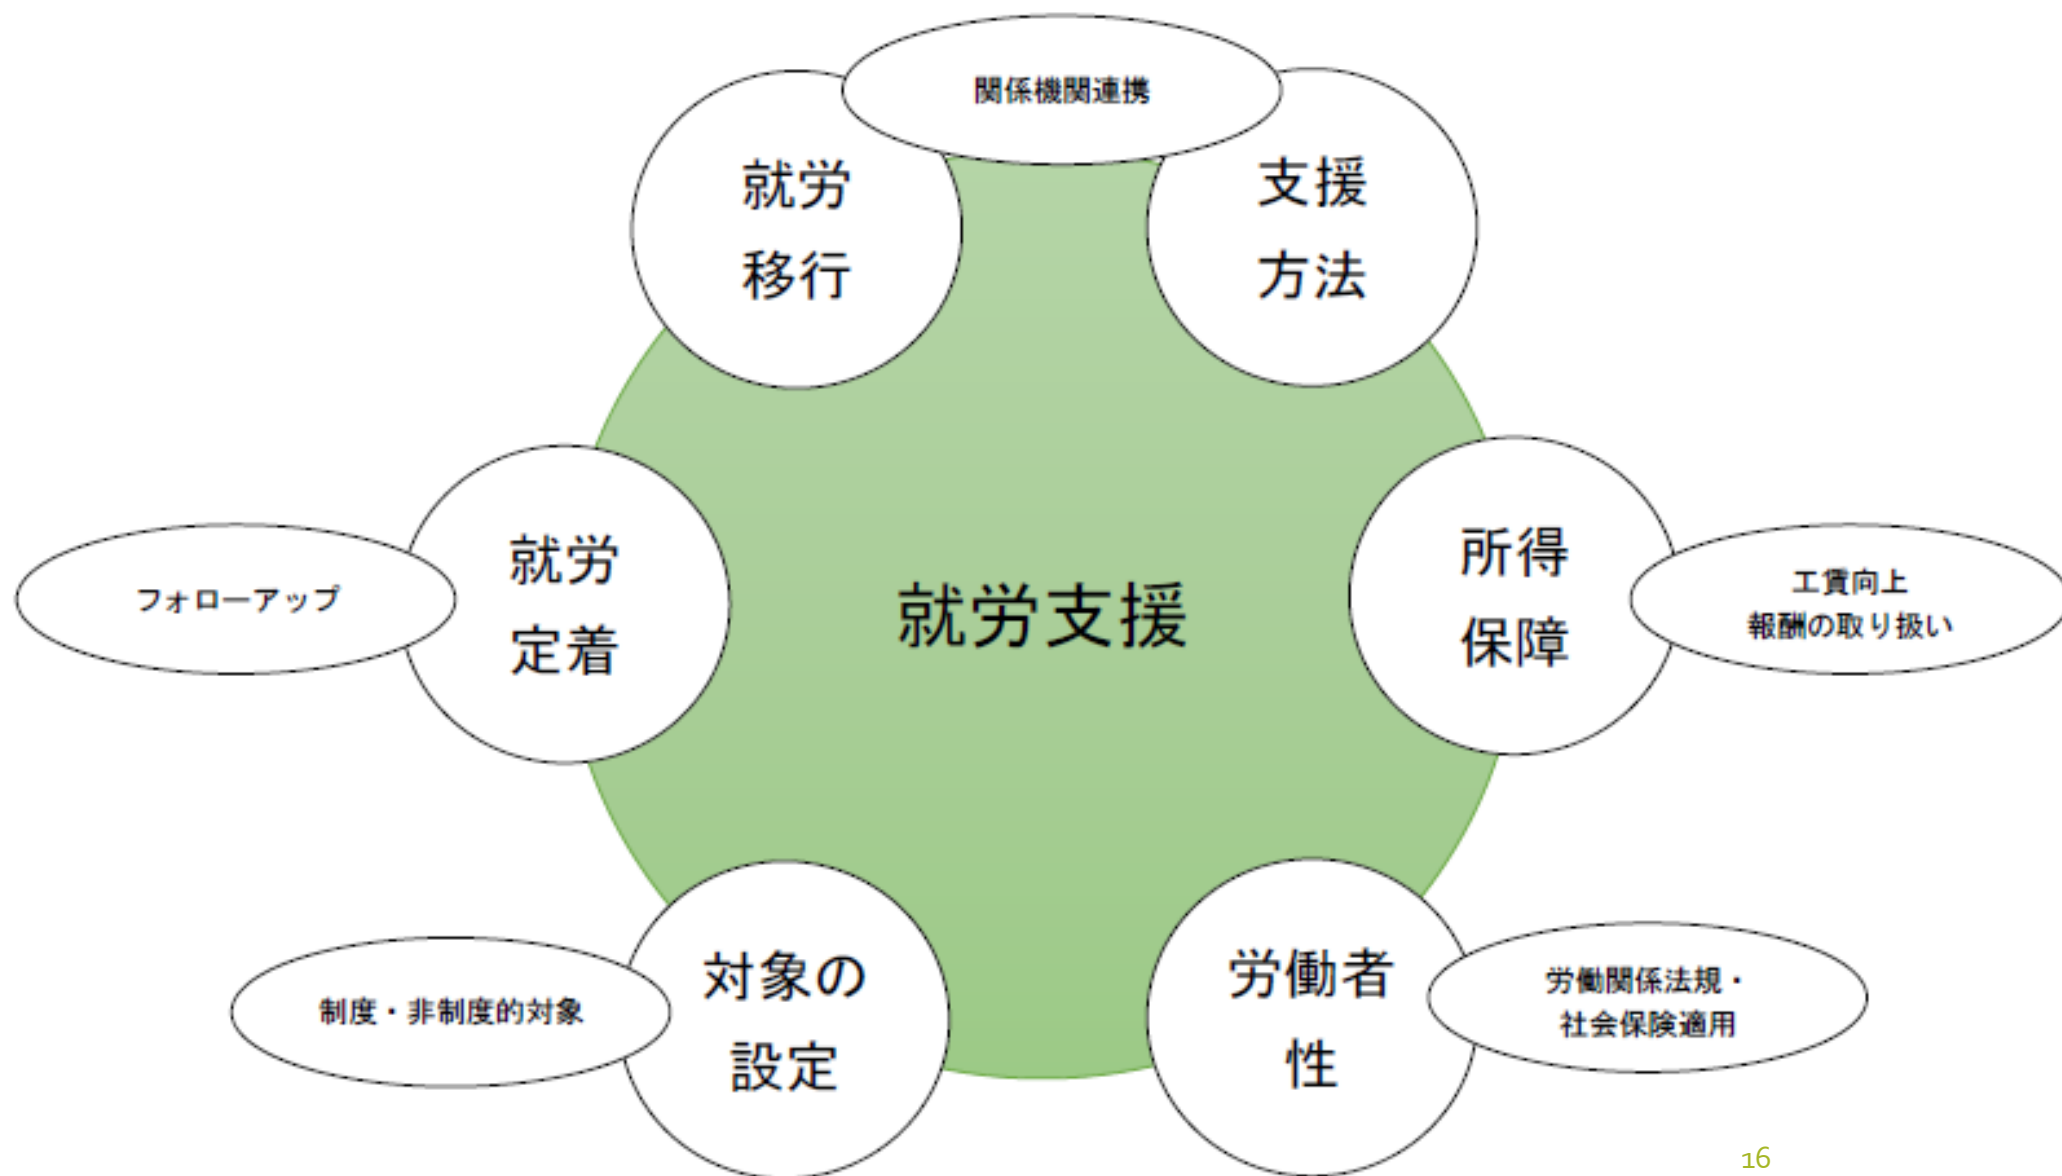 関係機関連携
就労
移行
支援
方法
就労
定着
フォローアップ
就労支援
所得
保障
工賃向上
報酬の取り扱い
対象の
設定
制度・非制度的対象
労働者
性
労働関係法規・
社会保険適用
16